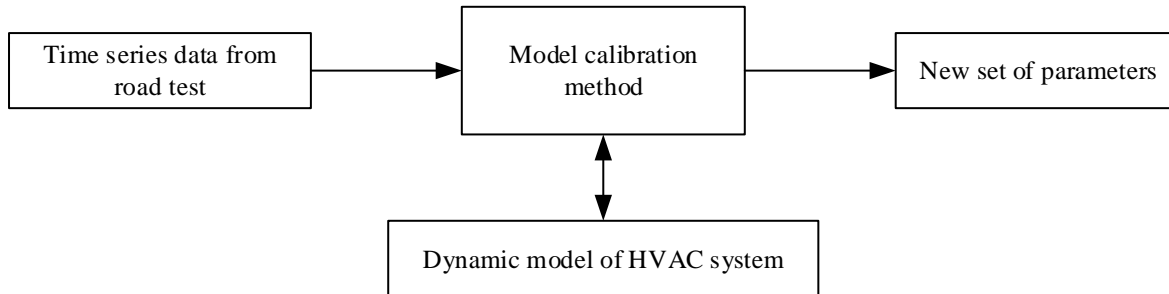 Time series data from
road test
Model calibration
method
New set of parameters
Dynamic model of HVAC system